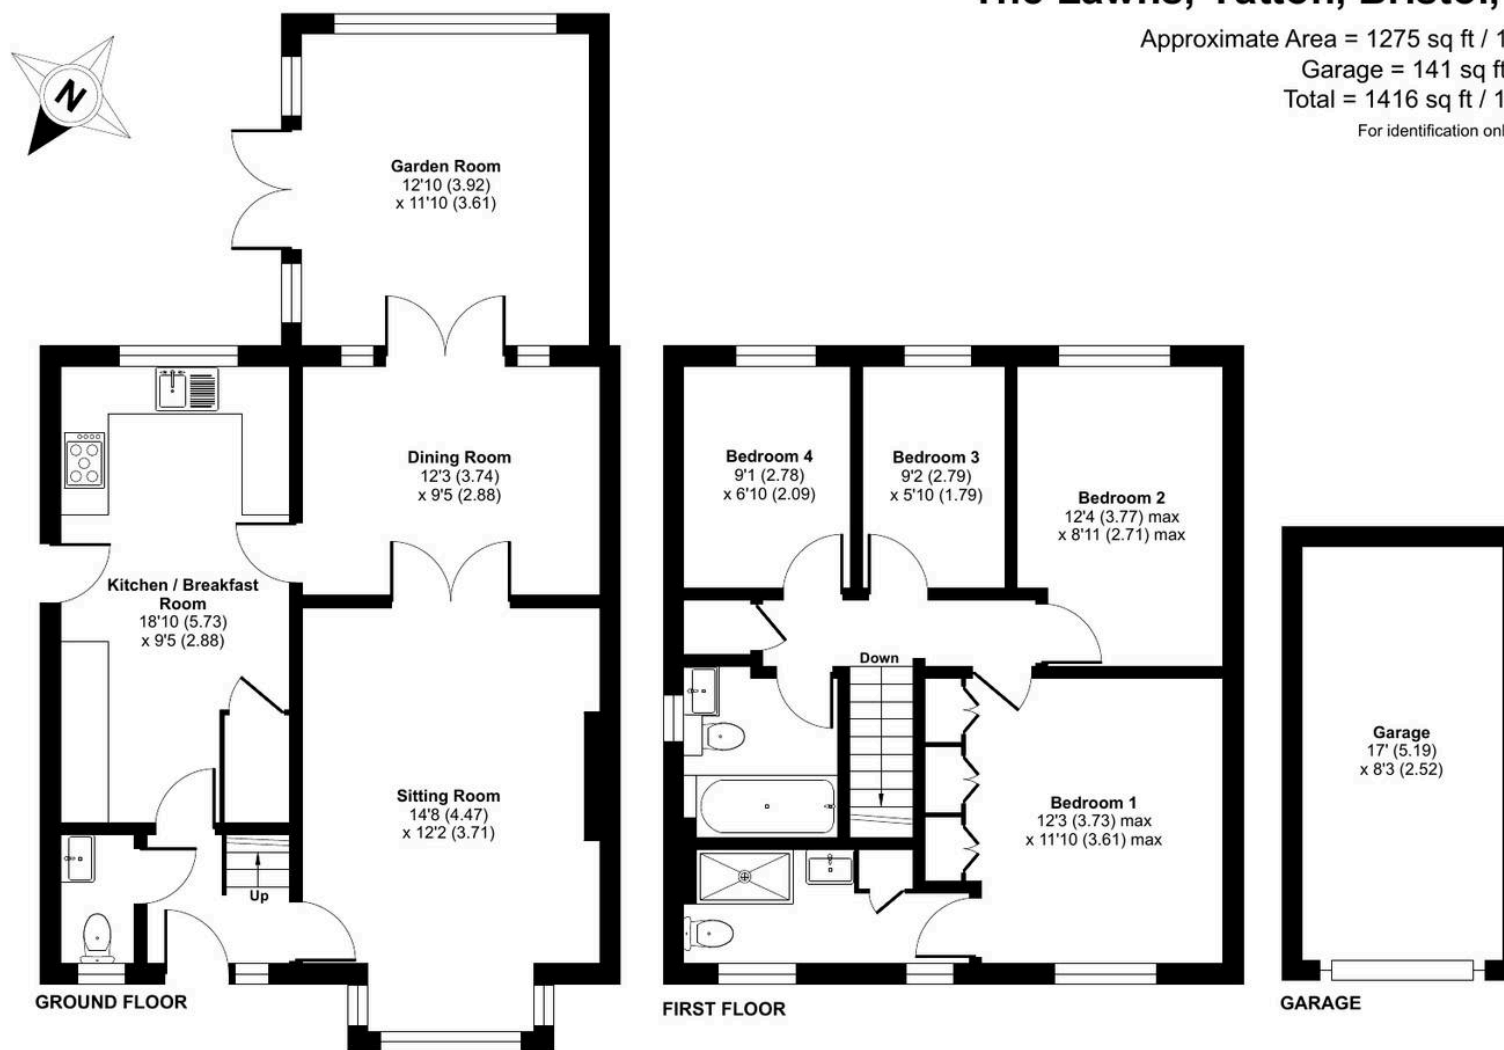 Approximate Area = 1275 sq ft / 1
Garage = 141 sq ft
Total = 1416 sq ft / 1
For identification onl
N
Garden Room
12'10 (3.92)
x 11'10 (3.61)
Dining Room
12'3 (3.74)
x 9'5 (2.88)
Kitchen / Breakfast
Room
18'10 (5.73)
x 9'5 (2.88)
Sitting Room
14'8 (4.47)
x 12'2 (3.71)
Up
GROUND FLOOR
Bedroom 4
9'1 (2.78)
x 6'10 (2.09)
Bedroom 3
9'2 (2.79)
x 5'10 (1.79)
Bedroom 2
12'4 (3.77) max
x 8'11 (2.71) max
Down
Bedroom 1
12'3 (3.73) max
x 11'10 (3.61) max
FIRST FLOOR
Garage
17' (5.19)
x 8'3 (2.52)
GARAGE